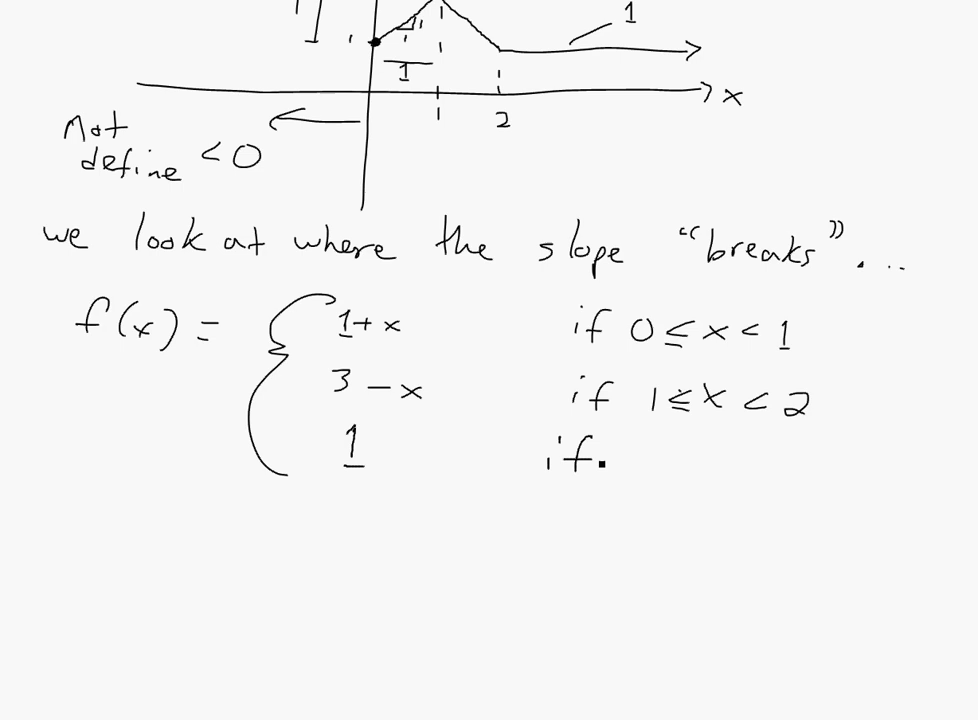 1
1
x
1
2
Not
define < 0
we look at where the slope "breaks"...
f(x) = { 1 + x if 0 ≤ x < 1
3 - x if 1 ≤ x < 2
1 if